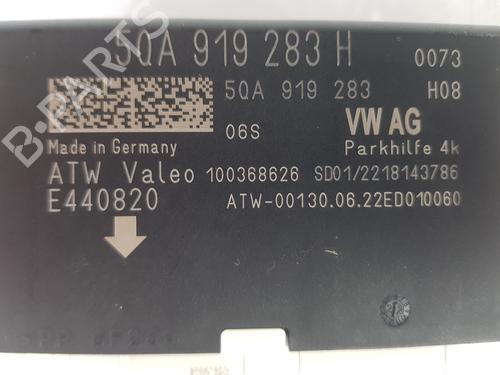 5QA 919 283 H
0073
5QA 919 283
H08
06S
VW AG
Made in Germany
Parkhilfe 4k
ATW Valeo 100368626 SD01/2218143786
E440820
ATW-00130.06.22ED010060
B-PARTS